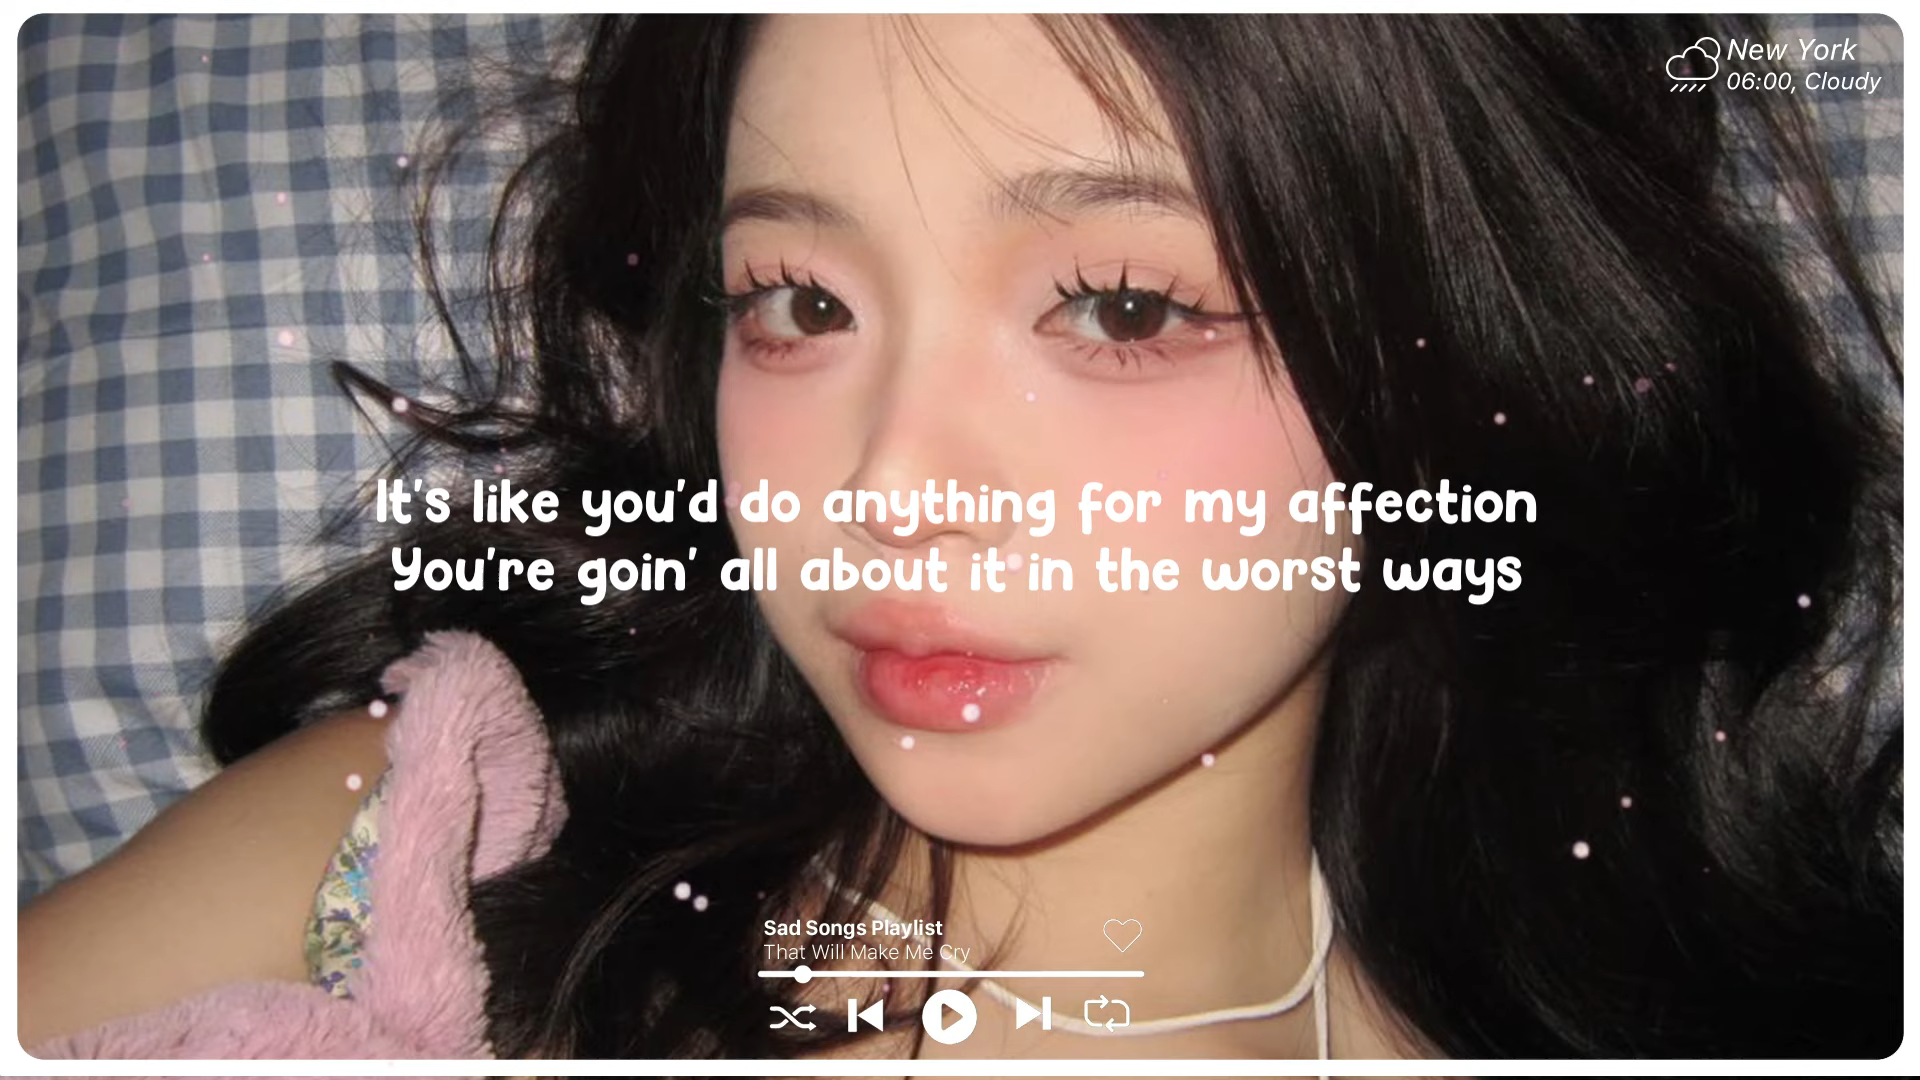 New York
06:00, Cloudy
It's like you'd do anything for my affection
You're goin' all about it in the worst ways
Sad Songs Playlist
That Will Make Me Cry